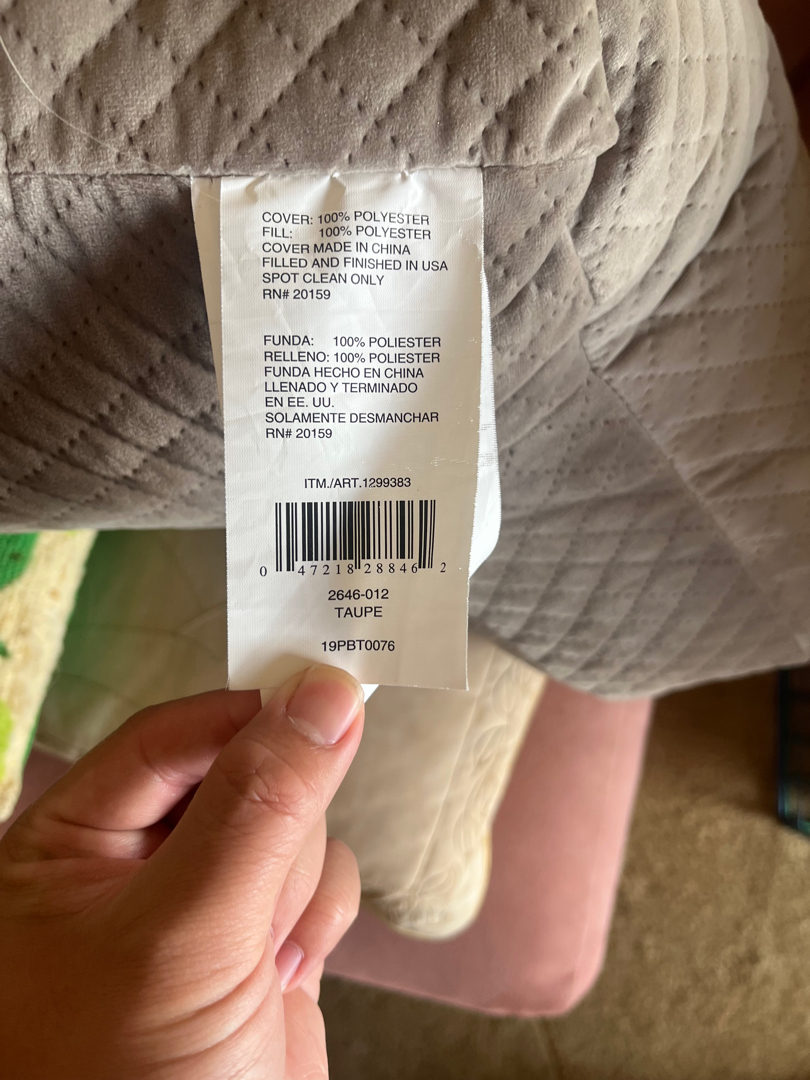 COVER: 100% POLYESTER
FILL: 100% POLYESTER
COVER MADE IN CHINA
FILLED AND FINISHED IN USA
SPOT CLEAN ONLY
RN# 20159
FUNDA: 100% POLIESTER
RELLENO: 100% POLIESTER
FUNDA HECHO EN CHINA
LLENADO Y TERMINADO
EN EE. UU.
SOLAMENTE DESMANCHAR
RN# 20159
ITM./ART.1299383
0 47218 28846 2
2646-012
TAUPE
19PBT0076